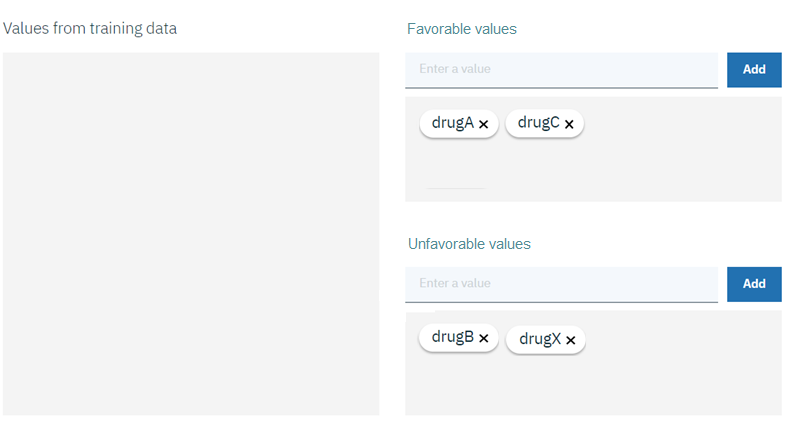 Values from training data
Favorable values
Enter a value
Add
drugA × drugC ×
Unfavorable values
Enter a value
Add
drugB × drugX ×